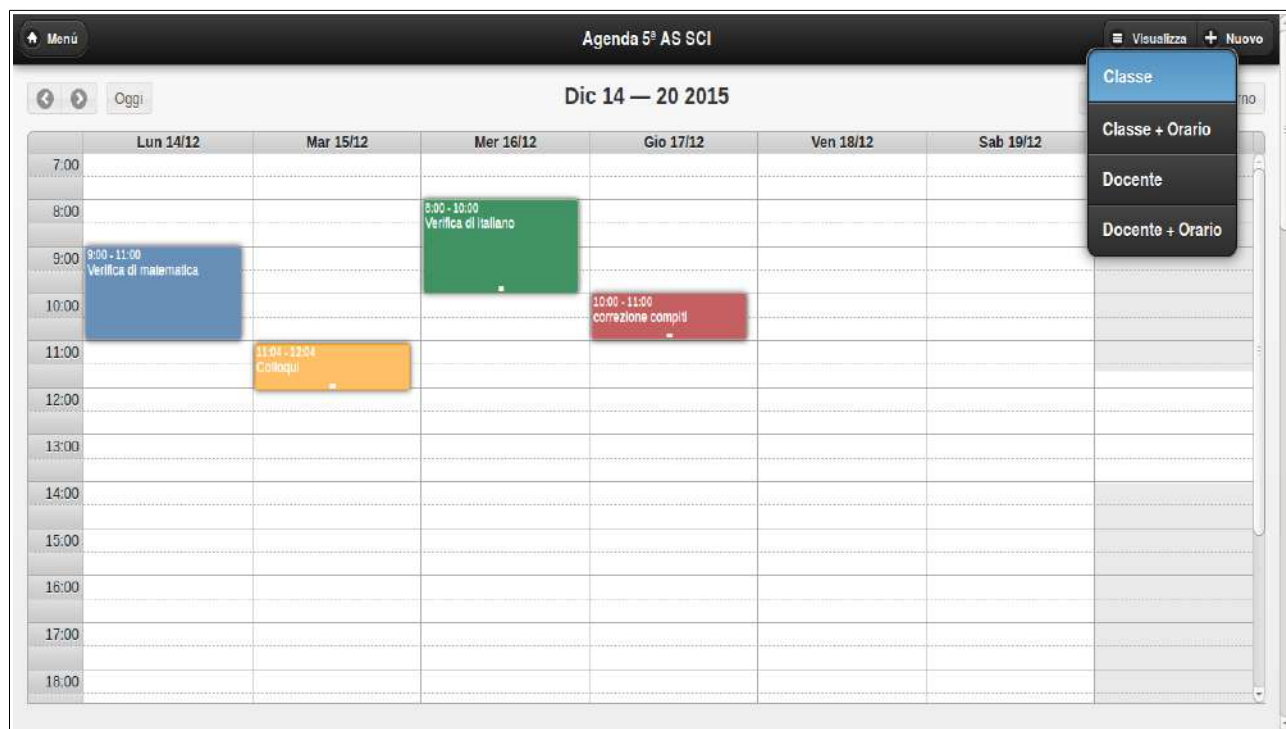 Menú
Agenda 5ª AS SCI
Visualizza
Nuovo
Classe
Classe + Orario
Docente
Docente + Orario
Oggi
Dic 14 — 20 2015
rno
Lun 14/12
Mar 15/12
Mer 16/12
Gio 17/12
Ven 18/12
Sab 19/12
7:00
8:00
8:00 - 10:00
Verifica di italiano
9:00
9:00 - 11:00
Verifica di matematica
10:00
10:00 - 11:00
correzione compiti
11:00
11:04 - 12:04
Colloqui
12:00
13:00
14:00
15:00
16:00
17:00
18:00